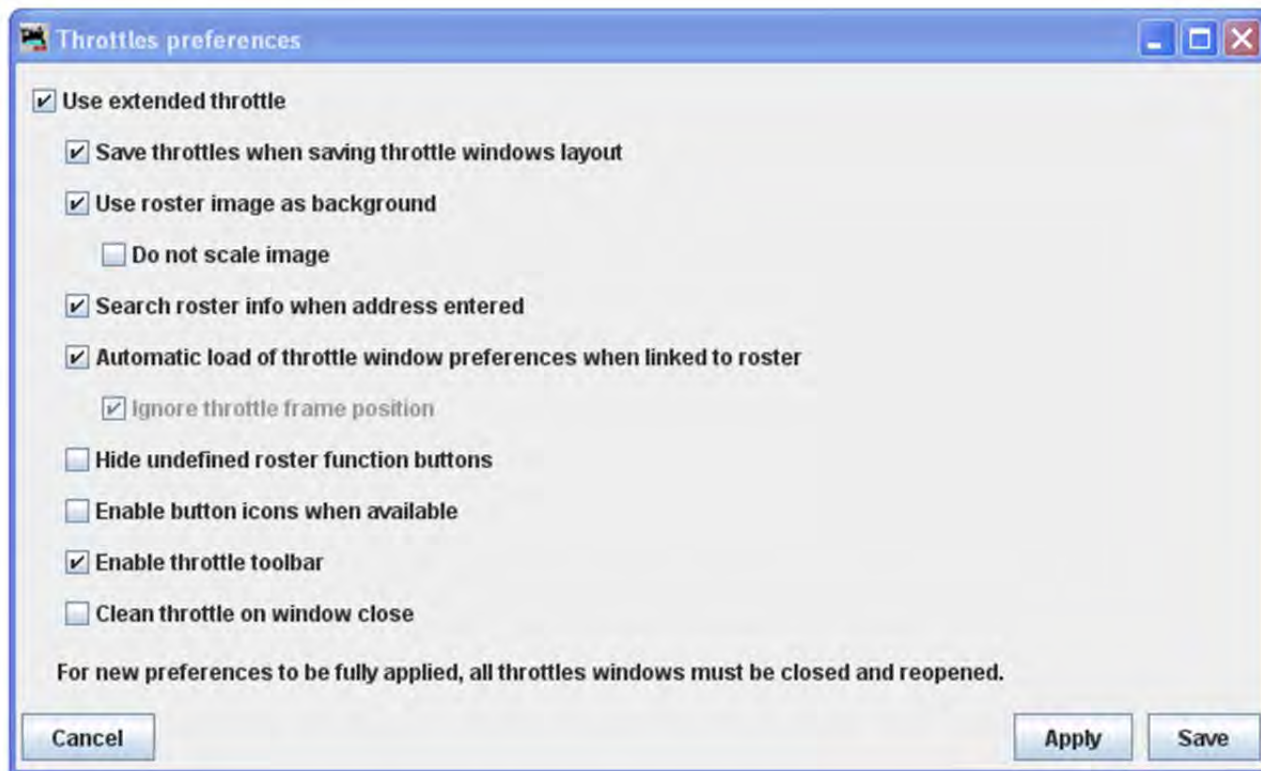 Throttles preferences
Use extended throttle
Save throttles when saving throttle windows layout
Use roster image as background
Do not scale image
Search roster info when address entered
Automatic load of throttle window preferences when linked to roster
Ignore throttle frame position
Hide undefined roster function buttons
Enable button icons when available
Enable throttle toolbar
Clean throttle on window close
For new preferences to be fully applied, all throttles windows must be closed and reopened.
Cancel Apply Save